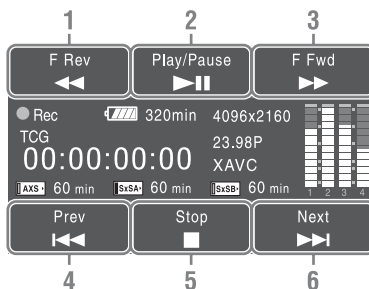 1 2 3
F Rev Play/Pause F Fwd
Rec 320min 4096x2160
TCG 23.98P
00:00:00:00 XAVC
AXS 60 min SxSA 60 min SxSB 60 min
1 2 3 4
Prev Stop Next
4 5 6